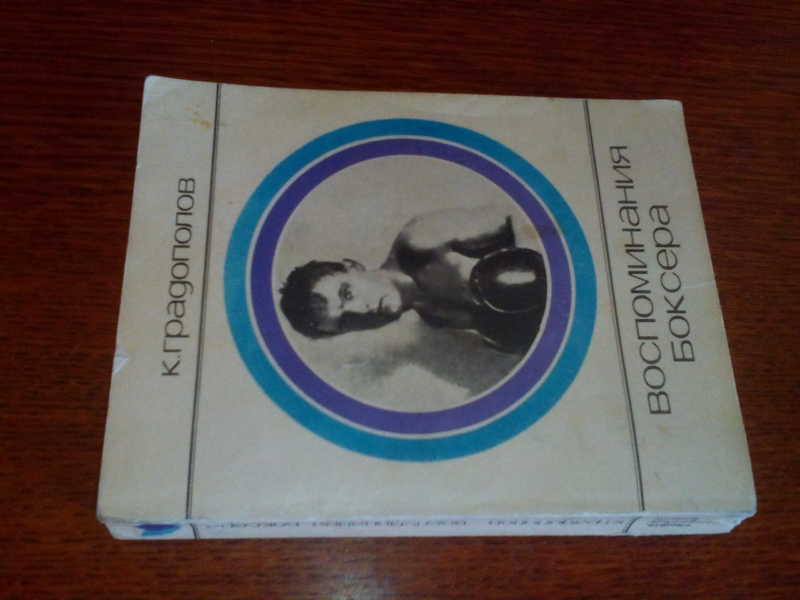 К. Градополов
Воспоминания
боксера